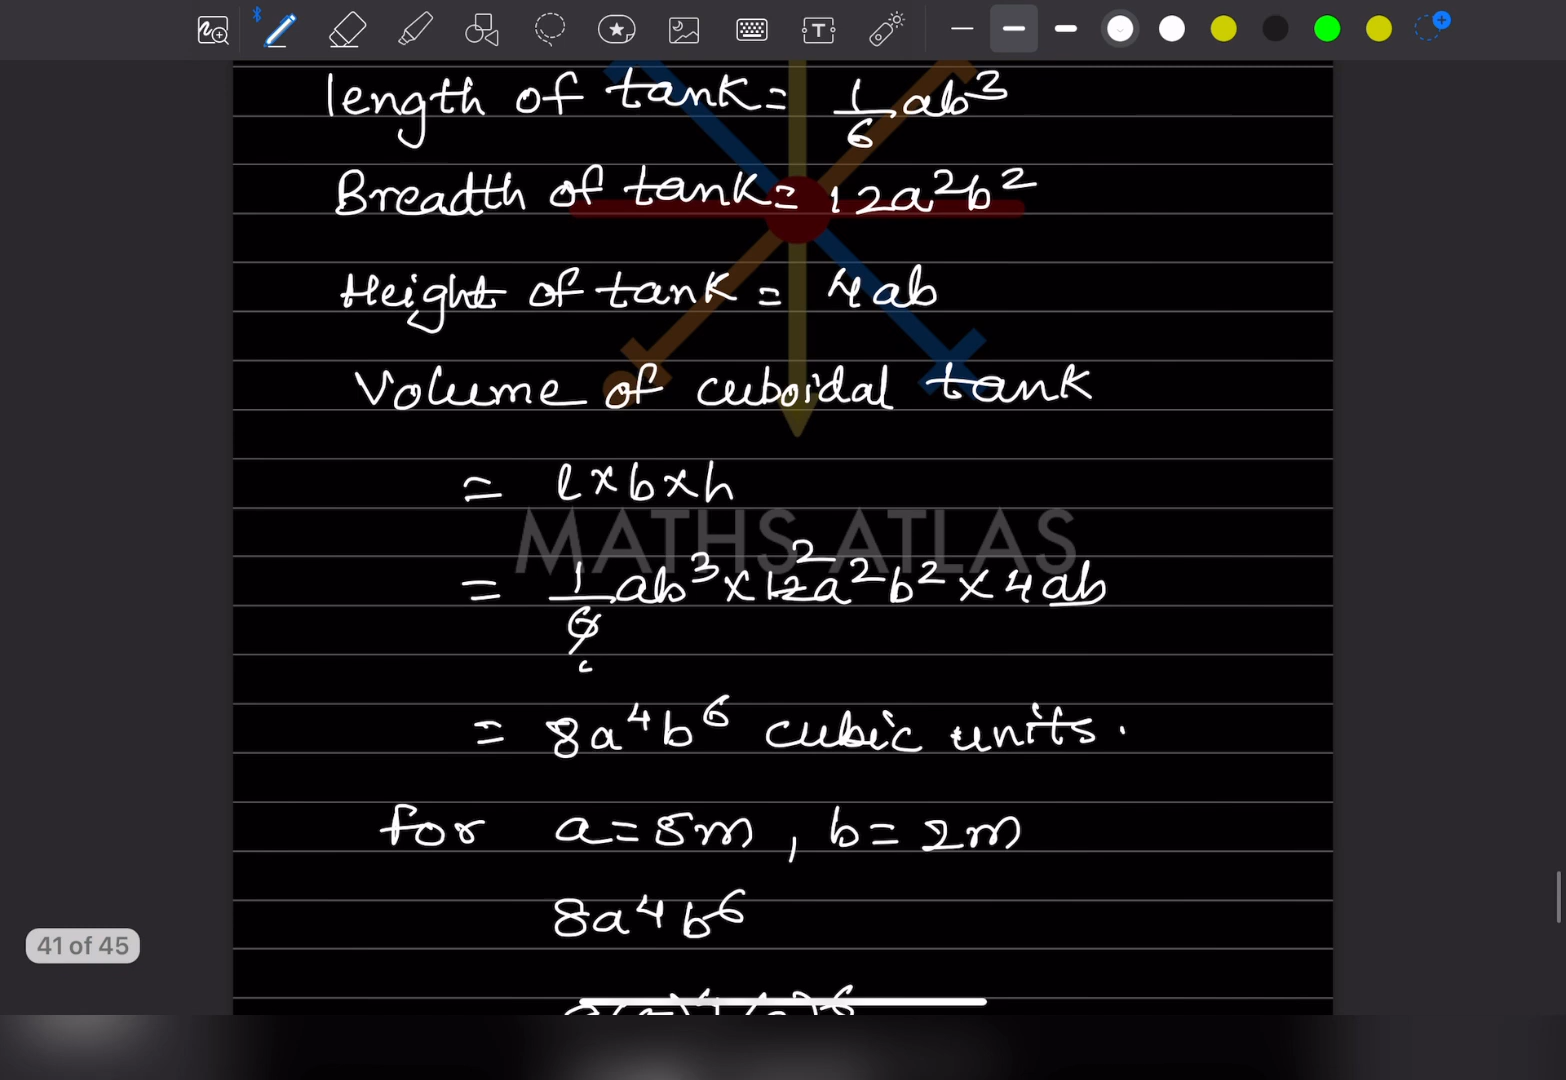 length of tank = 1/6 ab³
Breadth of tank = 12a²b²
Height of tank = 4ab
Volume of cuboidal tank
= l×b×h
MATHS ATLAS
2
= 1/6 ab³ × 12a²b² × 4ab
= 8a⁴b⁶ cubic units.
for a = 5m, b = 2m
8a⁴b⁶
41 of 45